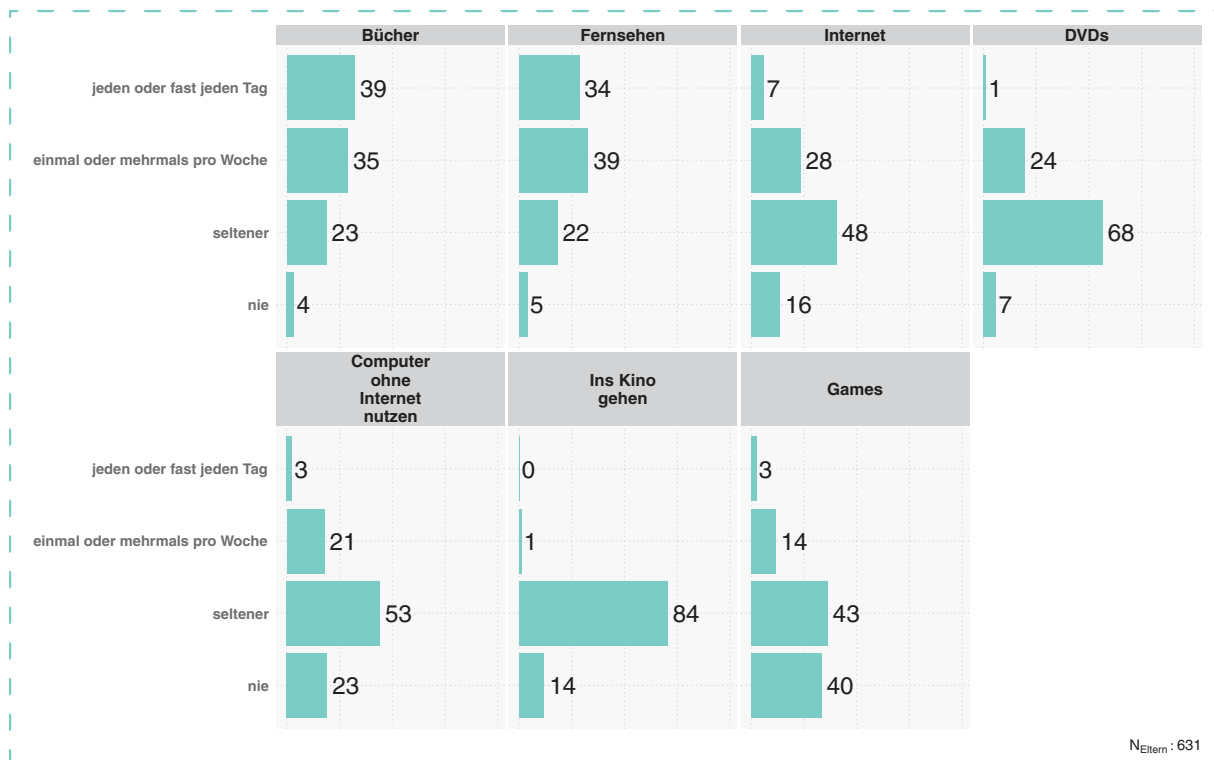 Bücher Fernsehen Internet DVDs
jeden oder fast jeden Tag 39 34 7 1
einmal oder mehrmals pro Woche 35 39 28 24
seltener 23 22 48 68
nie 4 5 16 7
Computer
ohne
Internet
nutzen
Ins Kino
gehen
Games
jeden oder fast jeden Tag 3 0 3
einmal oder mehrmals pro Woche 21 1 14
seltener 53 84 43
nie 23 14 40
NEltern : 631